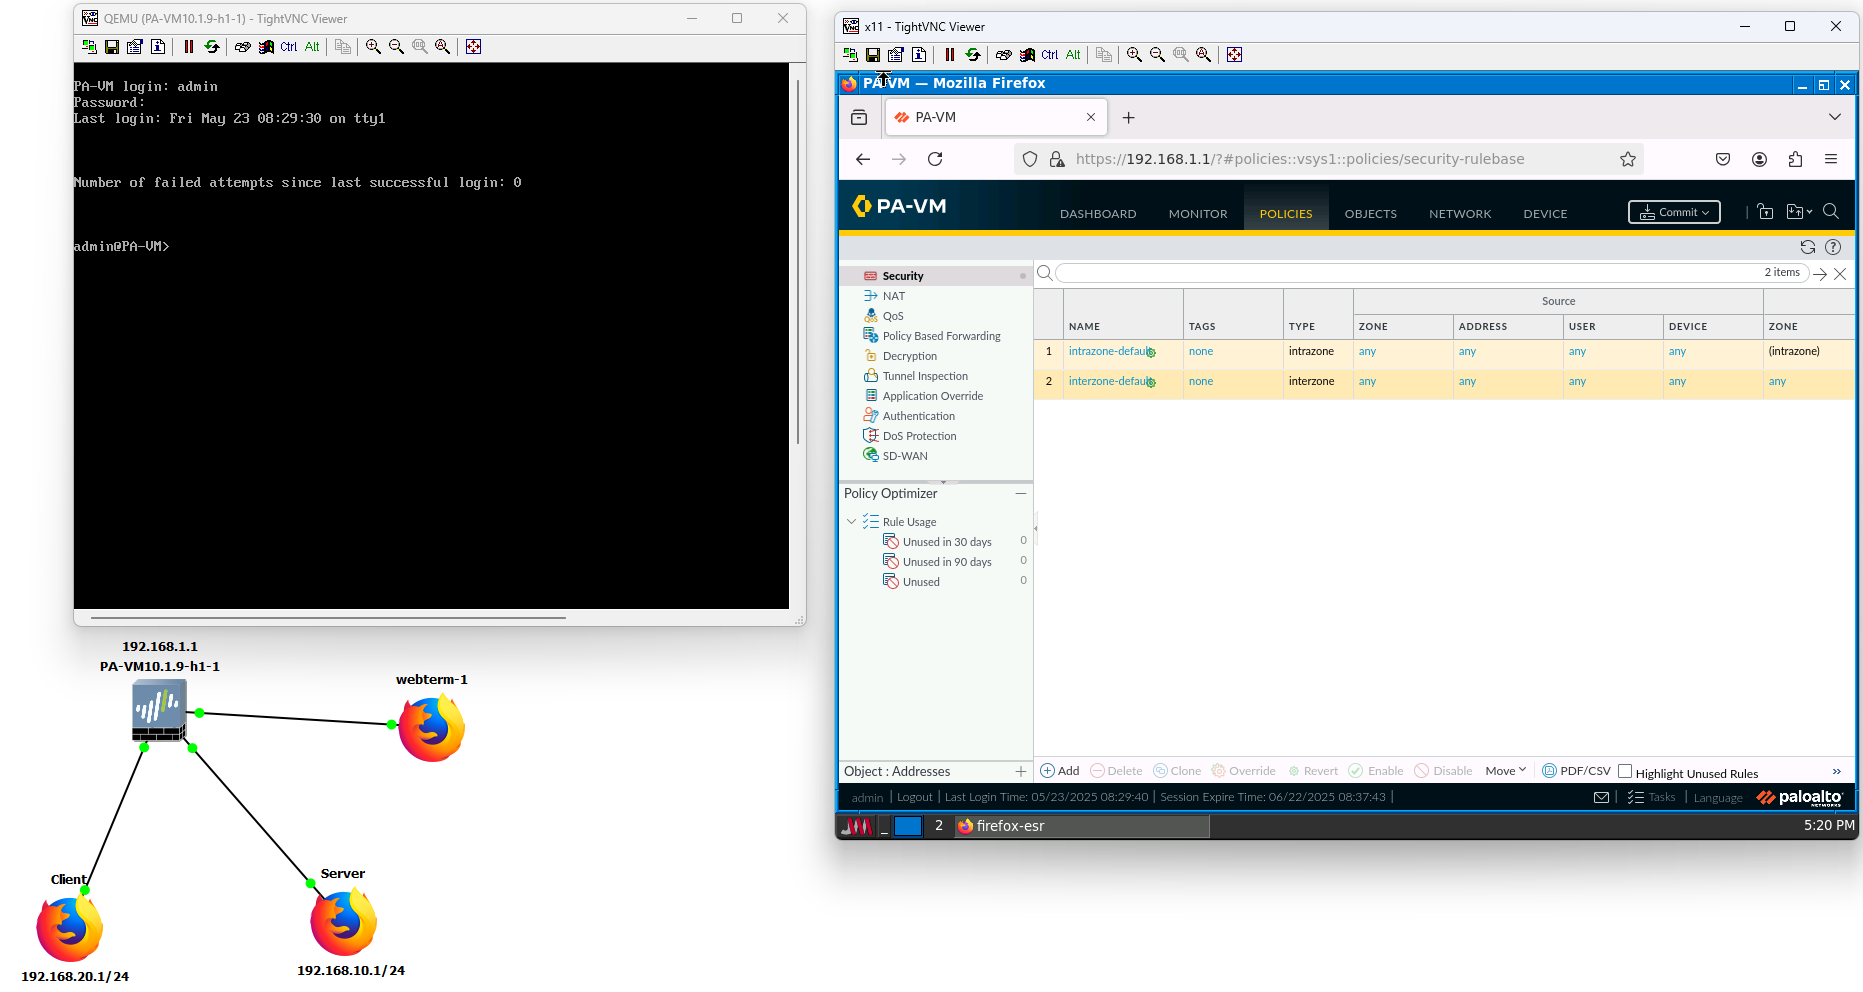 QEMU (PA-VM10.1.9-h1-1) - TightVNC Viewer
Ctrl Alt
PA-VM login: admin
Password:
Last login: Fri May 23 08:29:30 on tty1
Number of failed attempts since last successful login: 0
admin@PA-VM>
192.168.1.1
PA-VM10.1.9-h1-1
webterm-1
Client
Server
192.168.20.1/24
192.168.10.1/24
x11 - TightVNC Viewer
Ctrl Alt
PA-VM — Mozilla Firefox
PA-VM
https://192.168.1.1/?#policies::vsys1::policies/security-rulebase
PA-VM
DASHBOARD MONITOR POLICIES OBJECTS NETWORK DEVICE Commit
Security
NAT
QoS
Policy Based Forwarding
Decryption
Tunnel Inspection
Application Override
Authentication
DoS Protection
SD-WAN
Policy Optimizer
Rule Usage
Unused in 30 days 0
Unused in 90 days 0
Unused 0
Object : Addresses
2 items
Source
NAME TAGS TYPE ZONE ADDRESS USER DEVICE ZONE
1 intrazone-default none intrazone any any any any (intrazone)
2 interzone-default none interzone any any any any any
Add Delete Clone Override Revert Enable Disable Move PDF/CSV Highlight Unused Rules
admin | Logout | Last Login Time: 05/23/2025 08:29:40 | Session Expire Time: 06/22/2025 08:37:43 | Tasks | Language paloalto NETWORKS
2 firefox-esr 5:20 PM